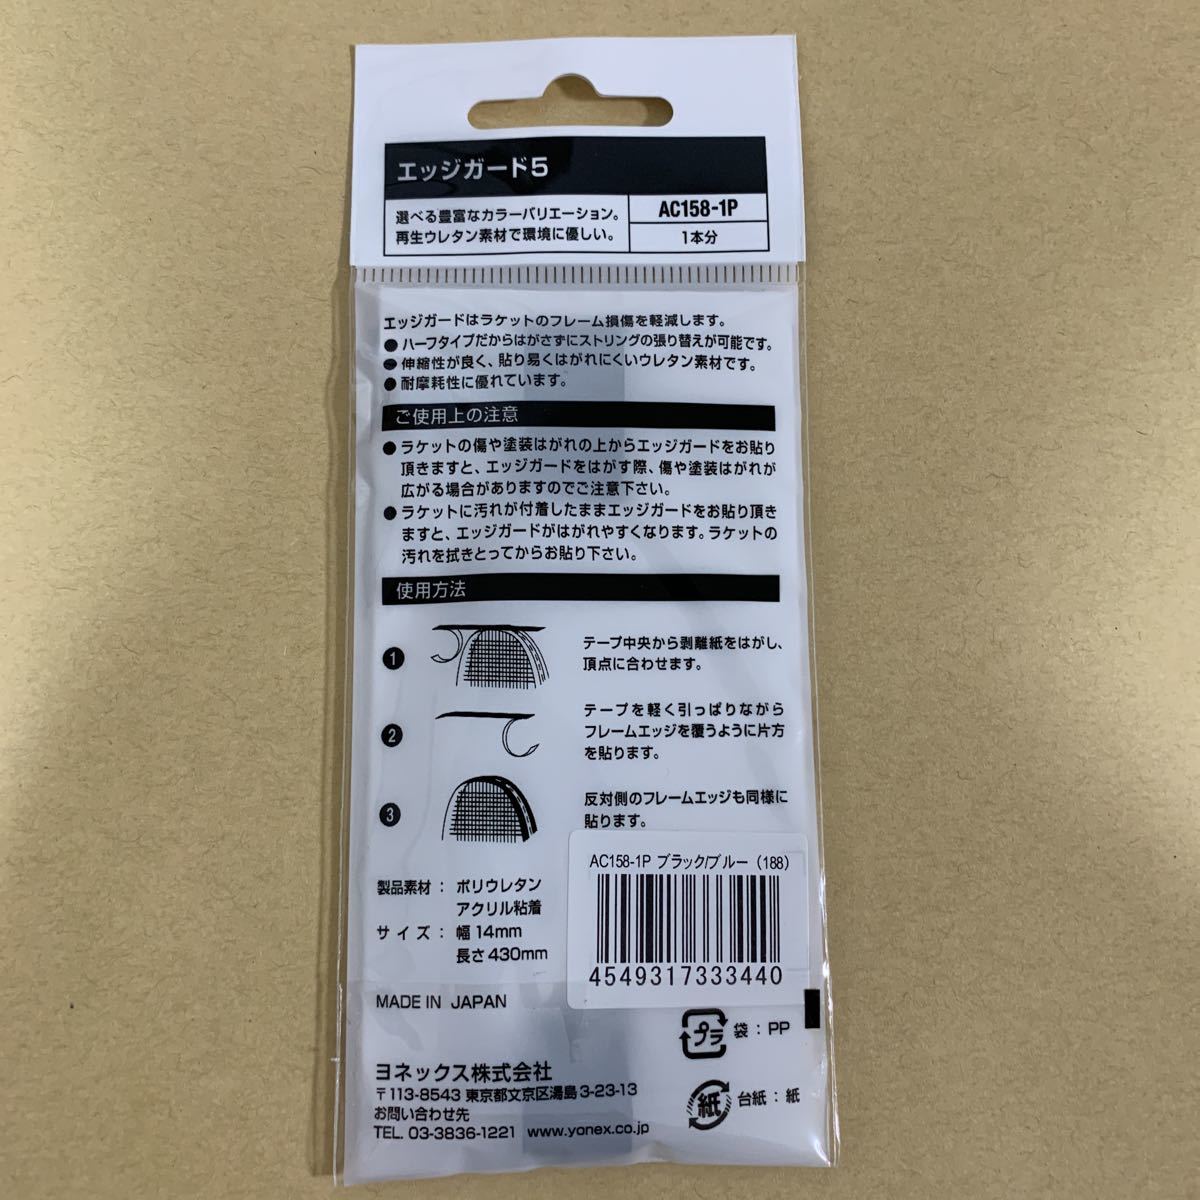 エッジガード5
選べる豊富なカラーバリエーション。
再生ウレタン素材で環境に優しい。
AC158-1P
1本分
エッジガードはラケットのフレーム損傷を軽減します。
●ハーフタイプだからはがさずにストリングの張り替えが可能です。
●伸縮性が良く、貼り易くはがれにくいウレタン素材です。
●耐摩耗性に優れています。
ご使用上の注意
●ラケットの傷や塗装はがれの上からエッジガードをお貼り
頂きますと、エッジガードをはがす際、傷や塗装はがれが
広がる場合がありますのでご注意下さい。
●ラケットに汚れが付着したままエッジガードをお貼り頂き
ますと、エッジガードがはがれやすくなります。ラケットの
汚れを拭きとってからお貼り下さい。
使用方法
1
テープ中央から剥離紙をはがし、
頂点に合わせます。
2
テープを軽く引っぱりながら
フレームエッジを覆うように片方
を貼ります。
3
反対側のフレームエッジも同様に
貼ります。
製品素材：ポリウレタン
アクリル粘着
サイズ：幅14mm
長さ430mm
AC158-1P ブラック/ブルー（188）
4549317333440
MADE IN JAPAN
プラ
袋：PP
紙
台紙：紙
ヨネックス株式会社
〒113-8543 東京都文京区湯島3-23-13
お問い合わせ先
TEL. 03-3836-1221 www.yonex.co.jp